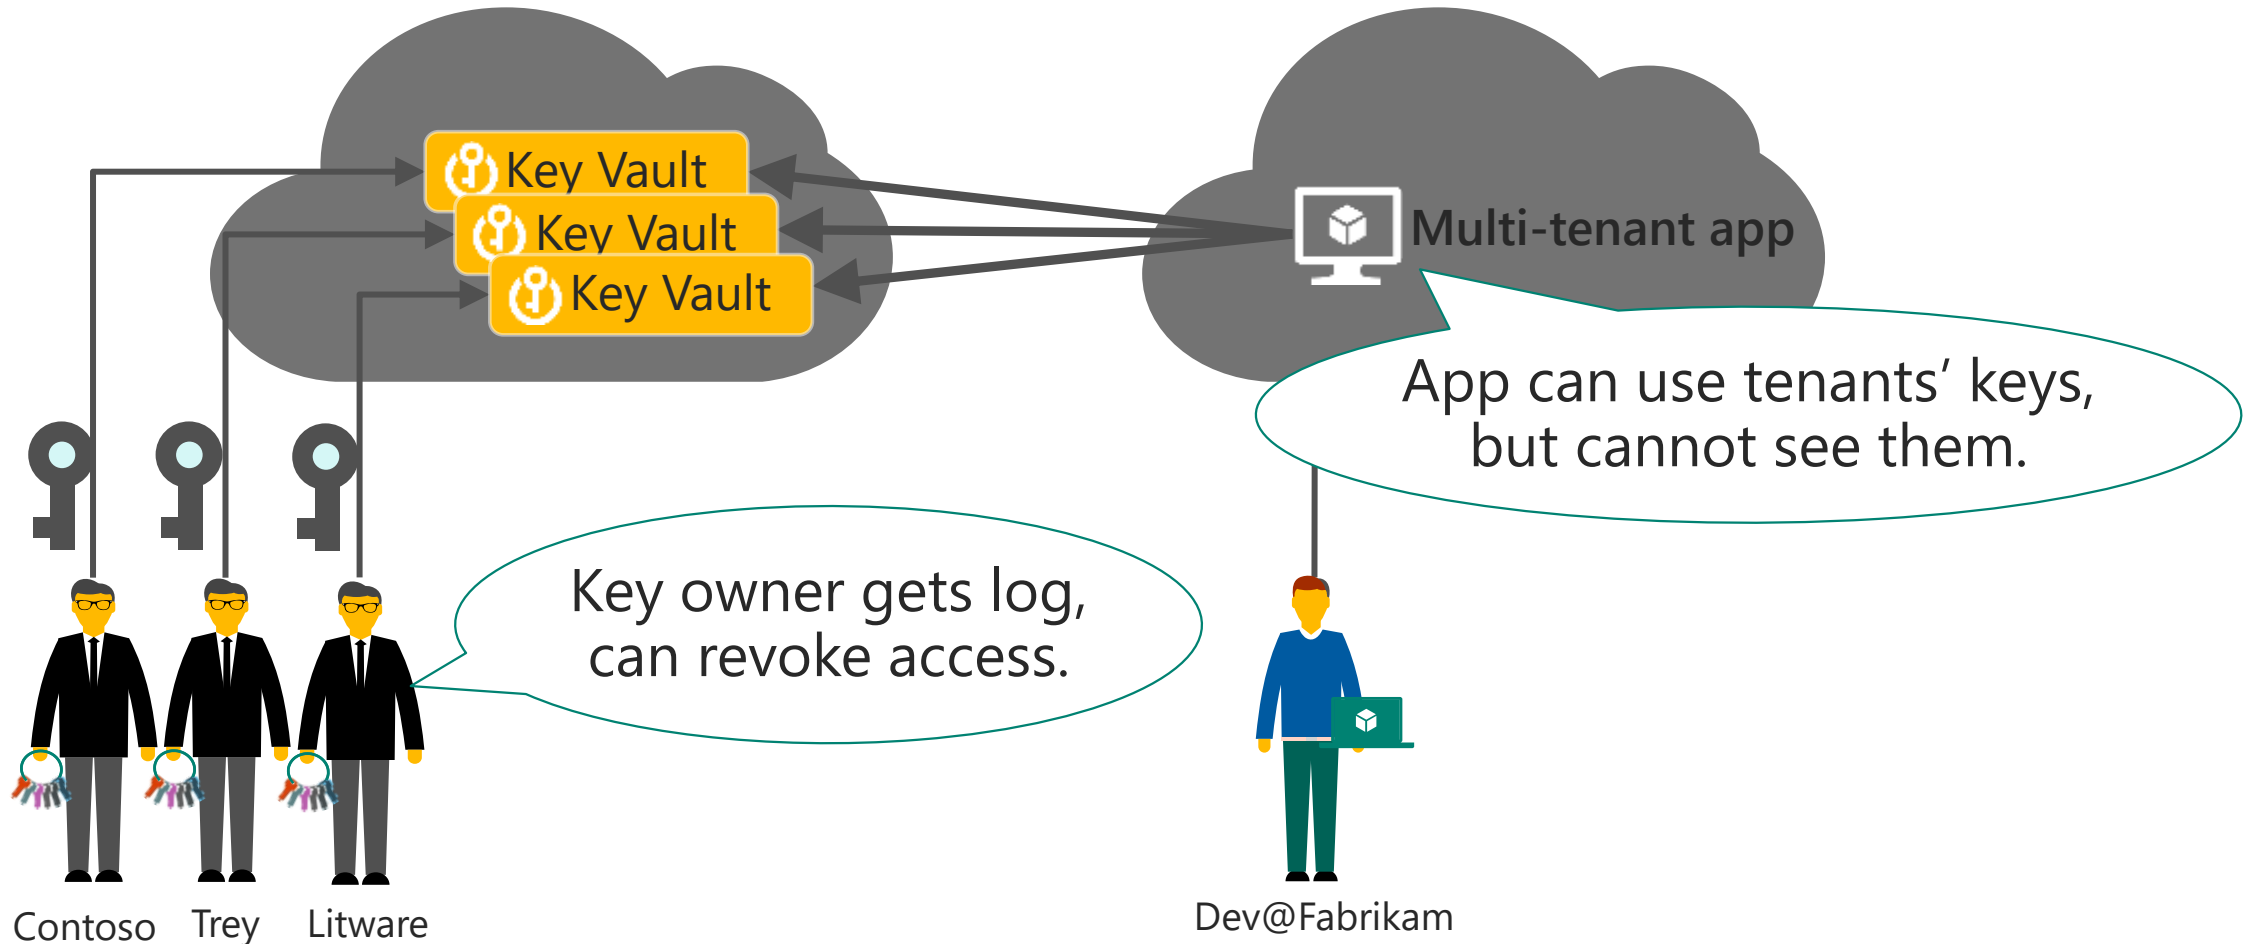 Key Vault
Key Vault
Key Vault
Multi-tenant app
App can use tenants’ keys,
but cannot see them.
Key owner gets log,
can revoke access.
Contoso
Trey
Litware
Dev@Fabrikam